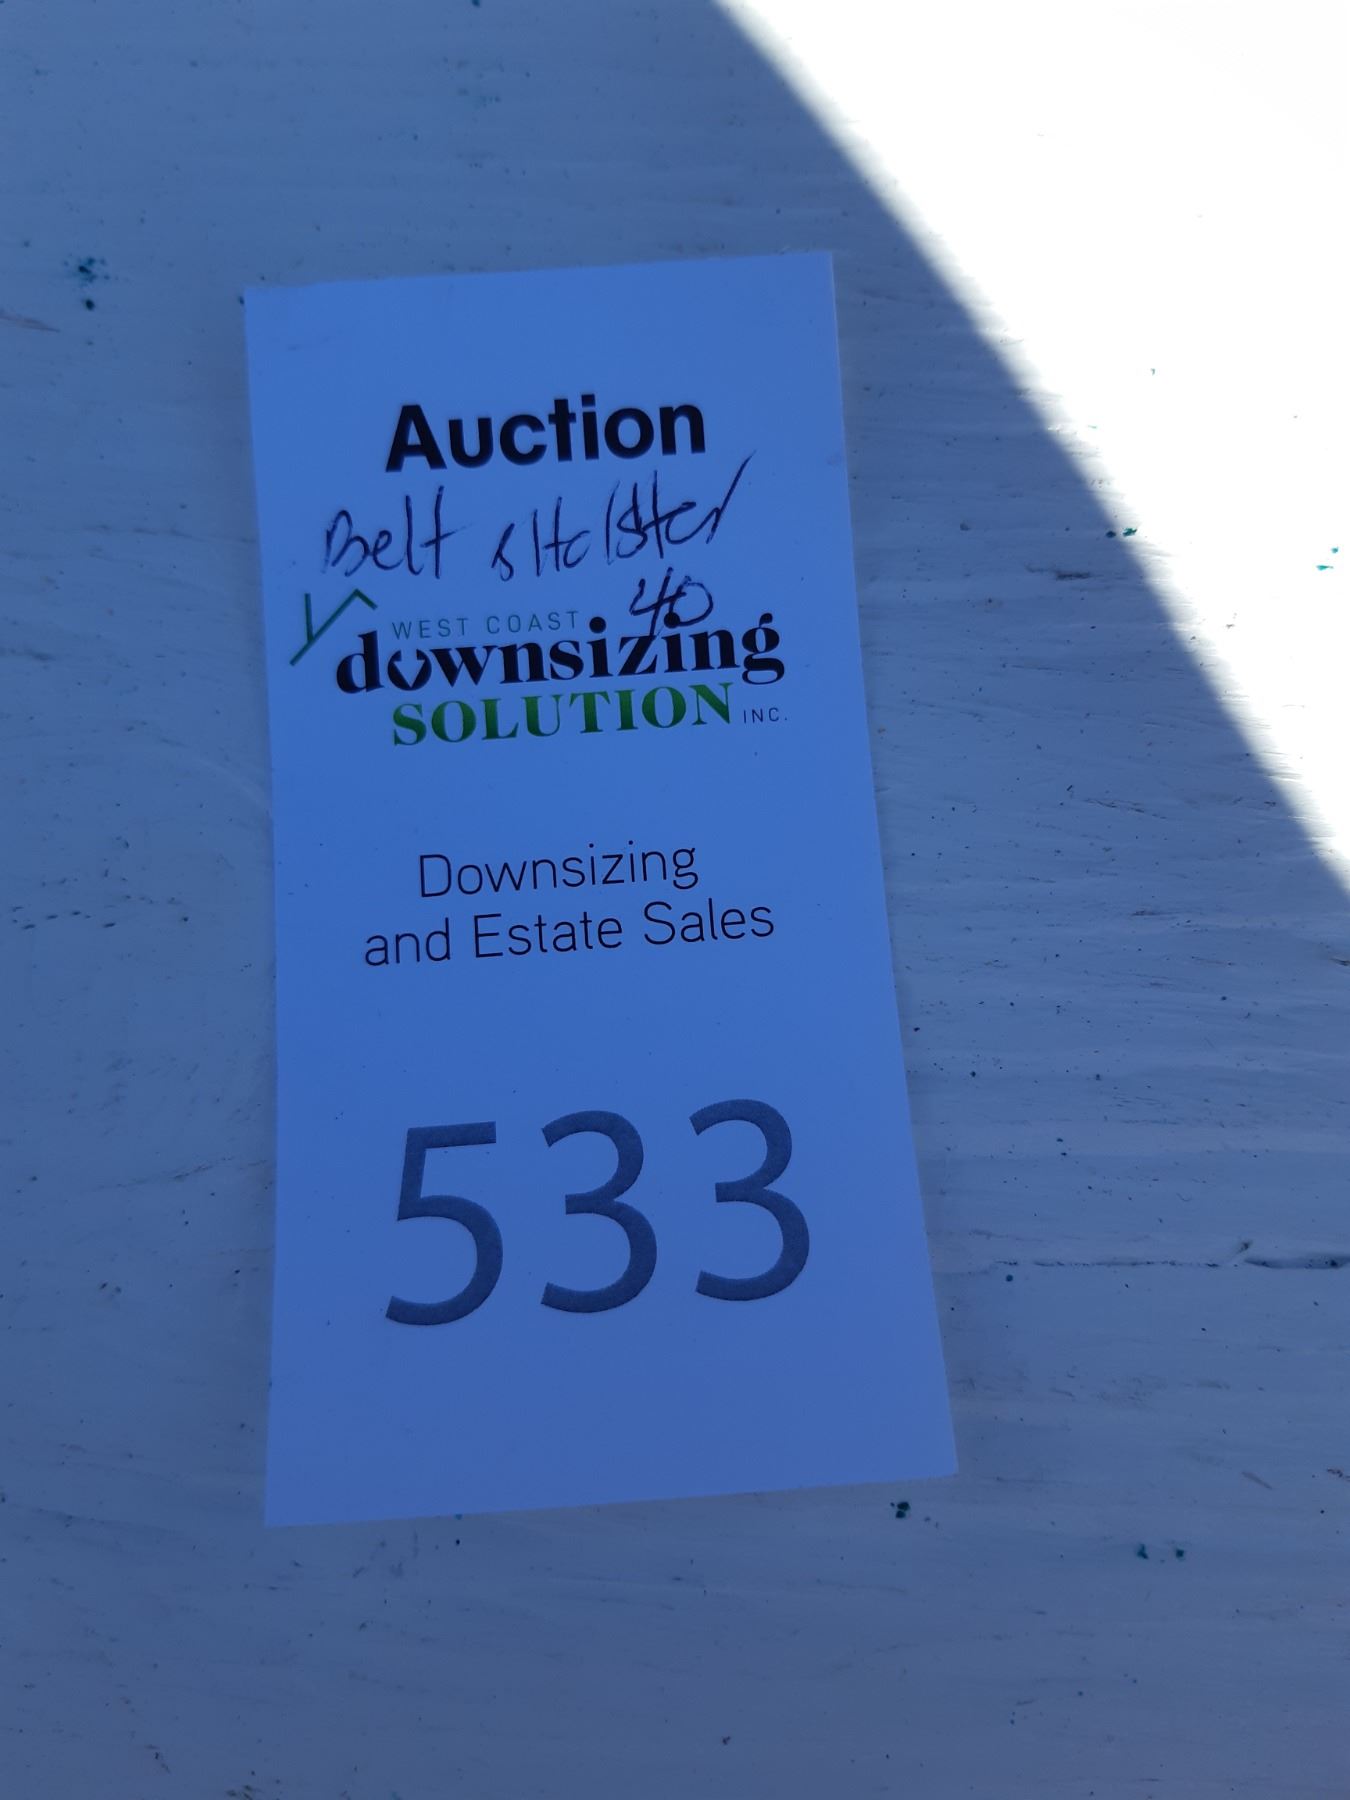 Auction
Belt & Holster
40
WEST COAST
downsizing
SOLUTION INC.
Downsizing
and Estate Sales
533